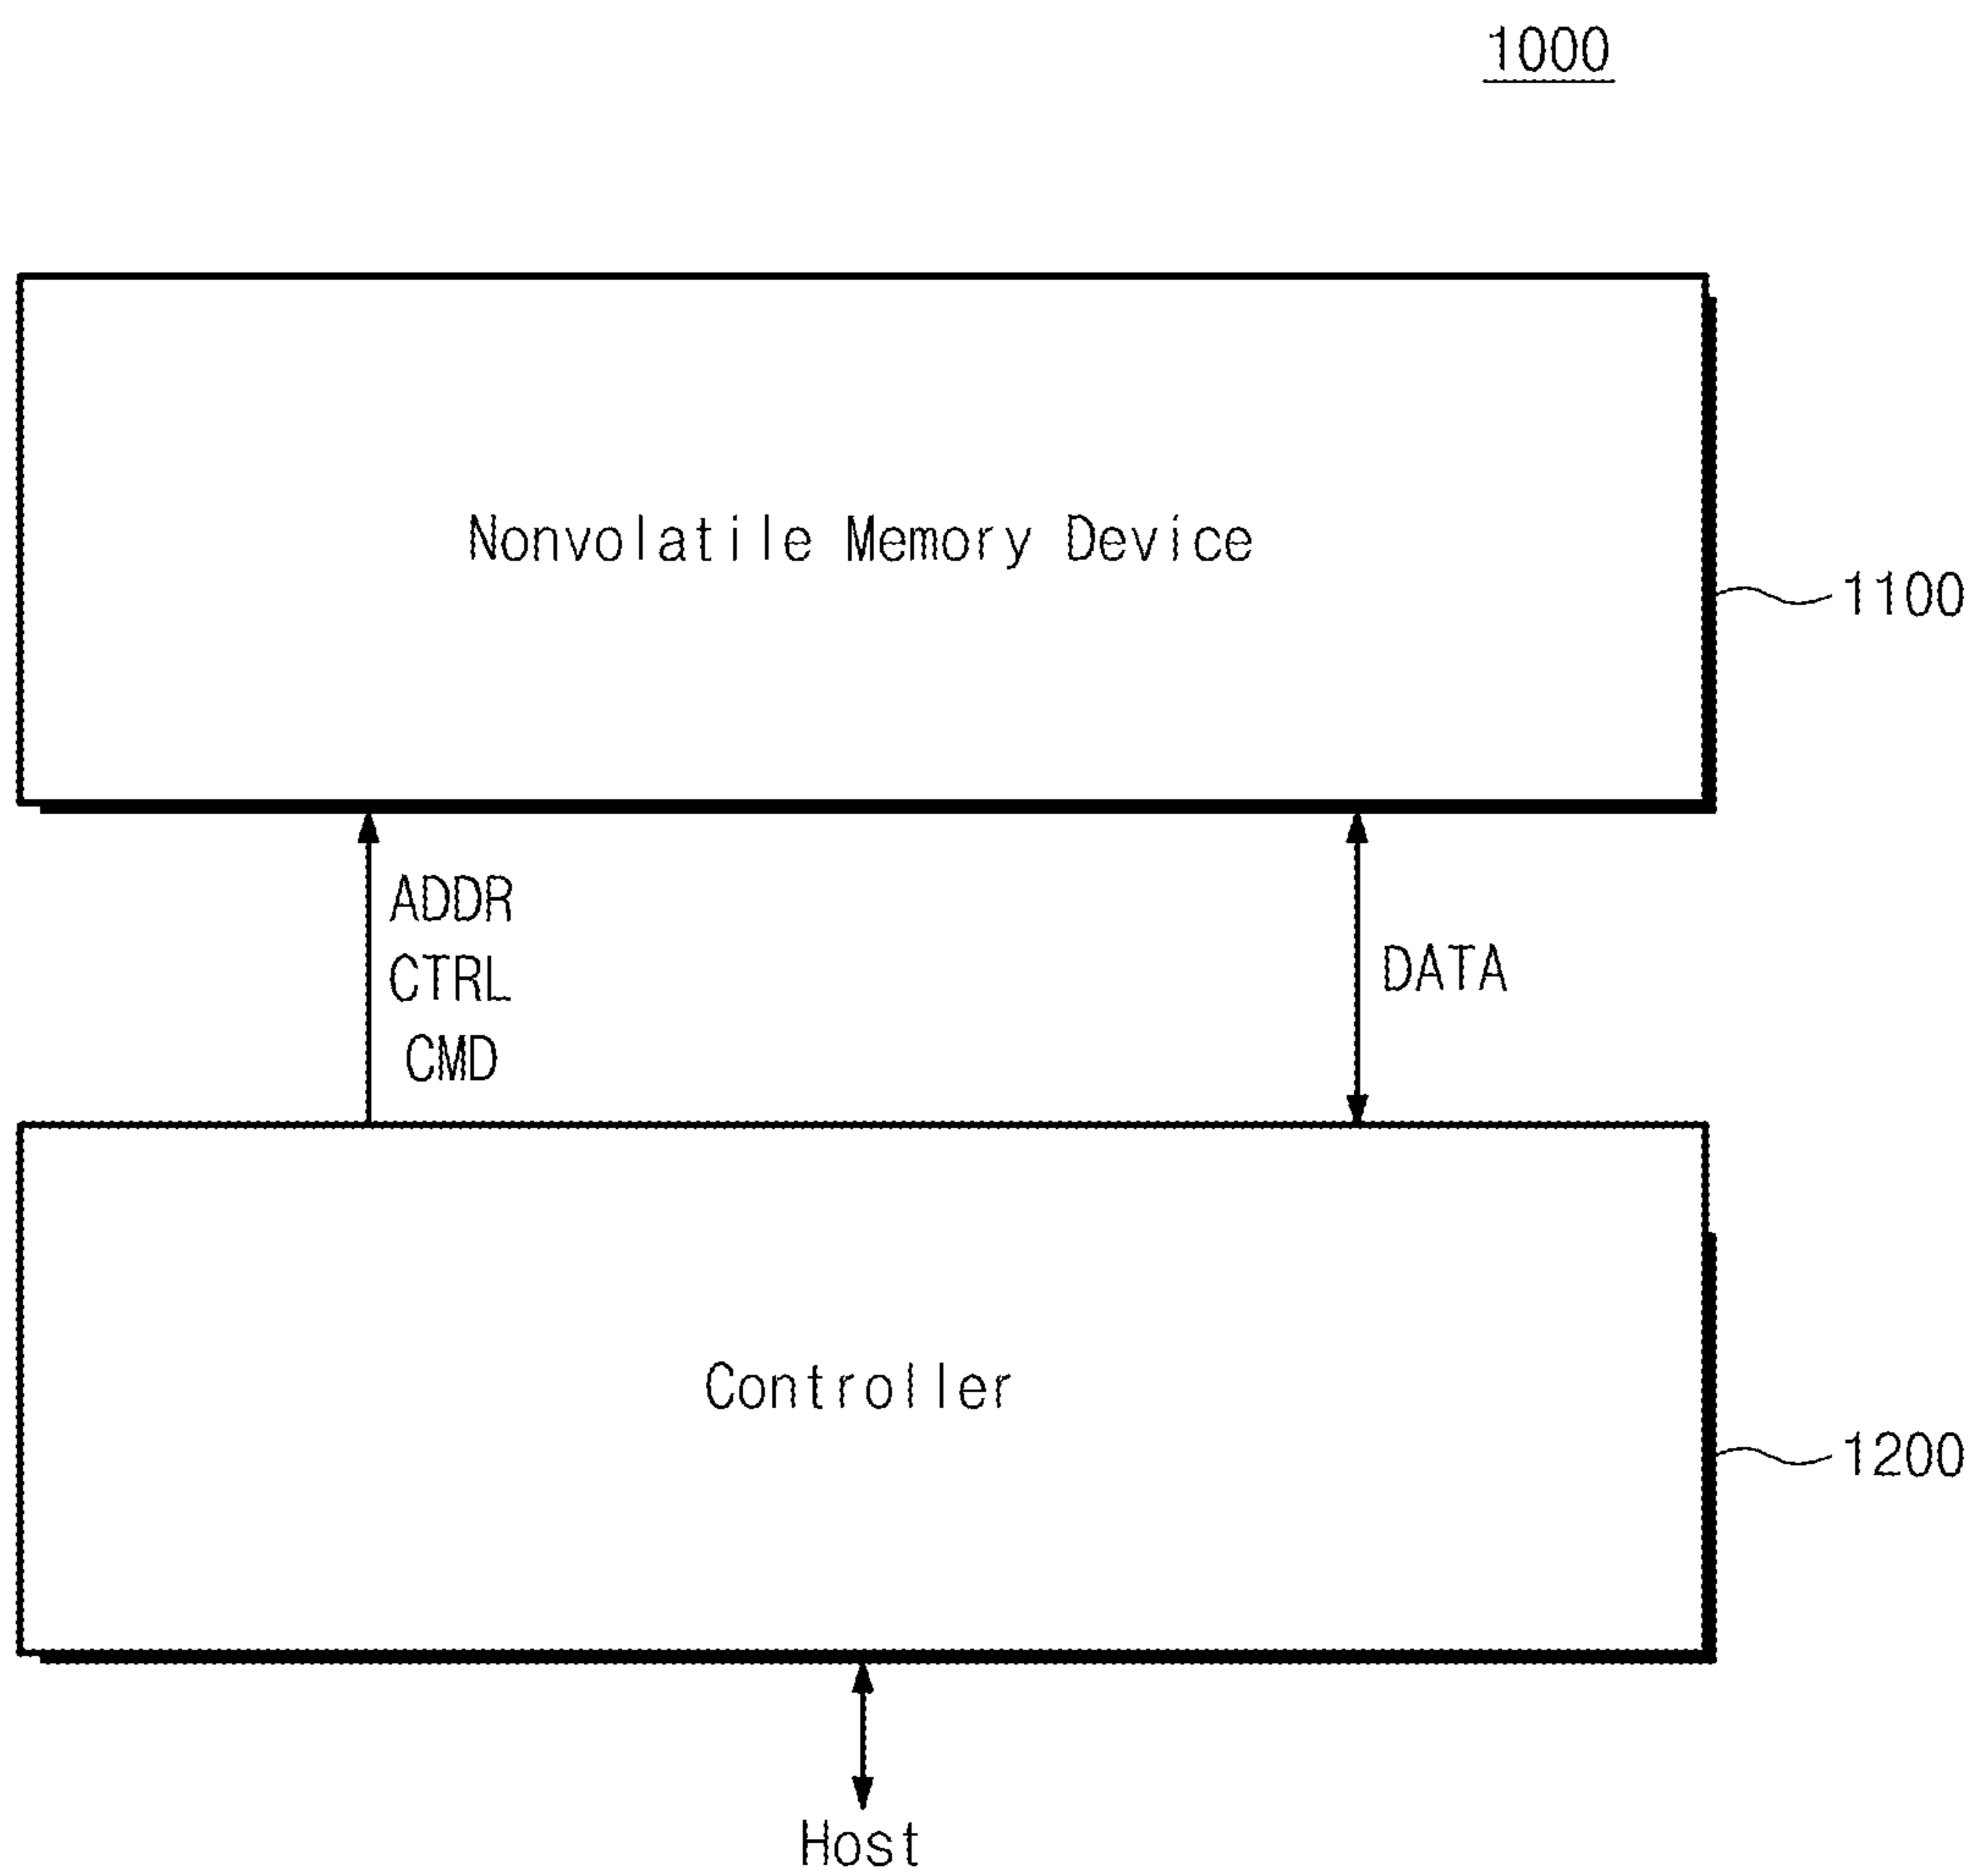 1000
Nonvolatile Memory Device
1100
ADDR
CTRL
CMD
DATA
Controller
1200
Host